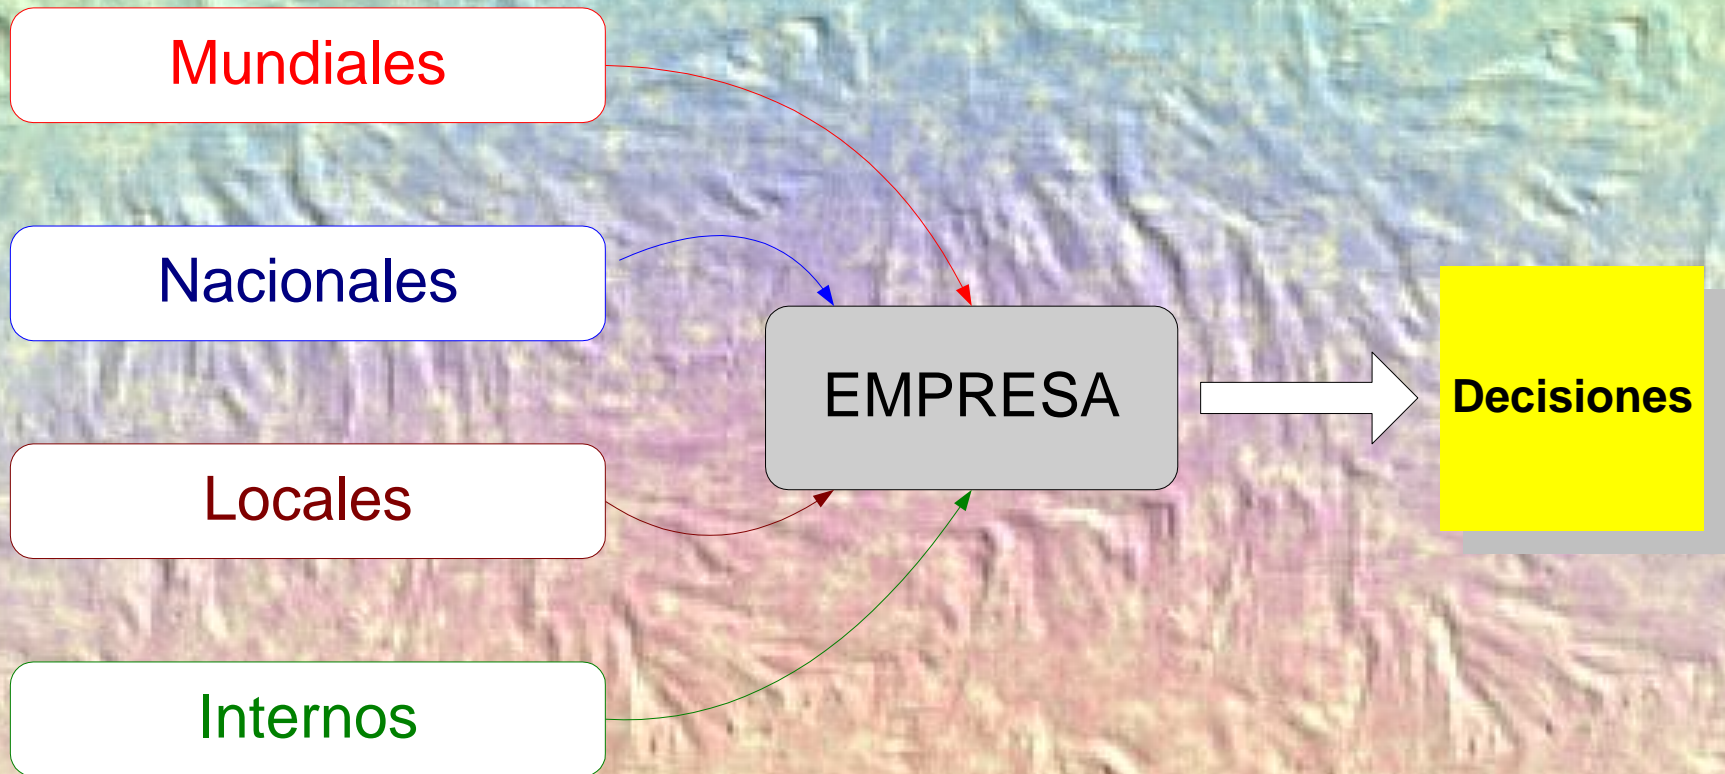 Mundiales
Nacionales
Locales
Internos
EMPRESA
Decisiones